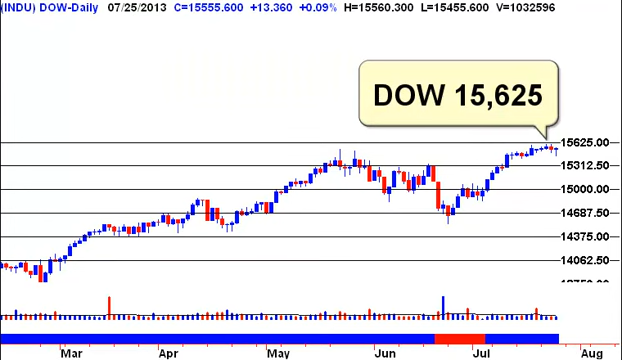 (INDU) DOW-Daily 07/25/2013 C=15555.600 +13.360 +0.09% H=15560.300 L=15455.600 V=1032596
DOW 15,625
15625.00
15312.50
15000.00
14687.50
14375.00
14062.50
Mar Apr May Jun Jul Aug